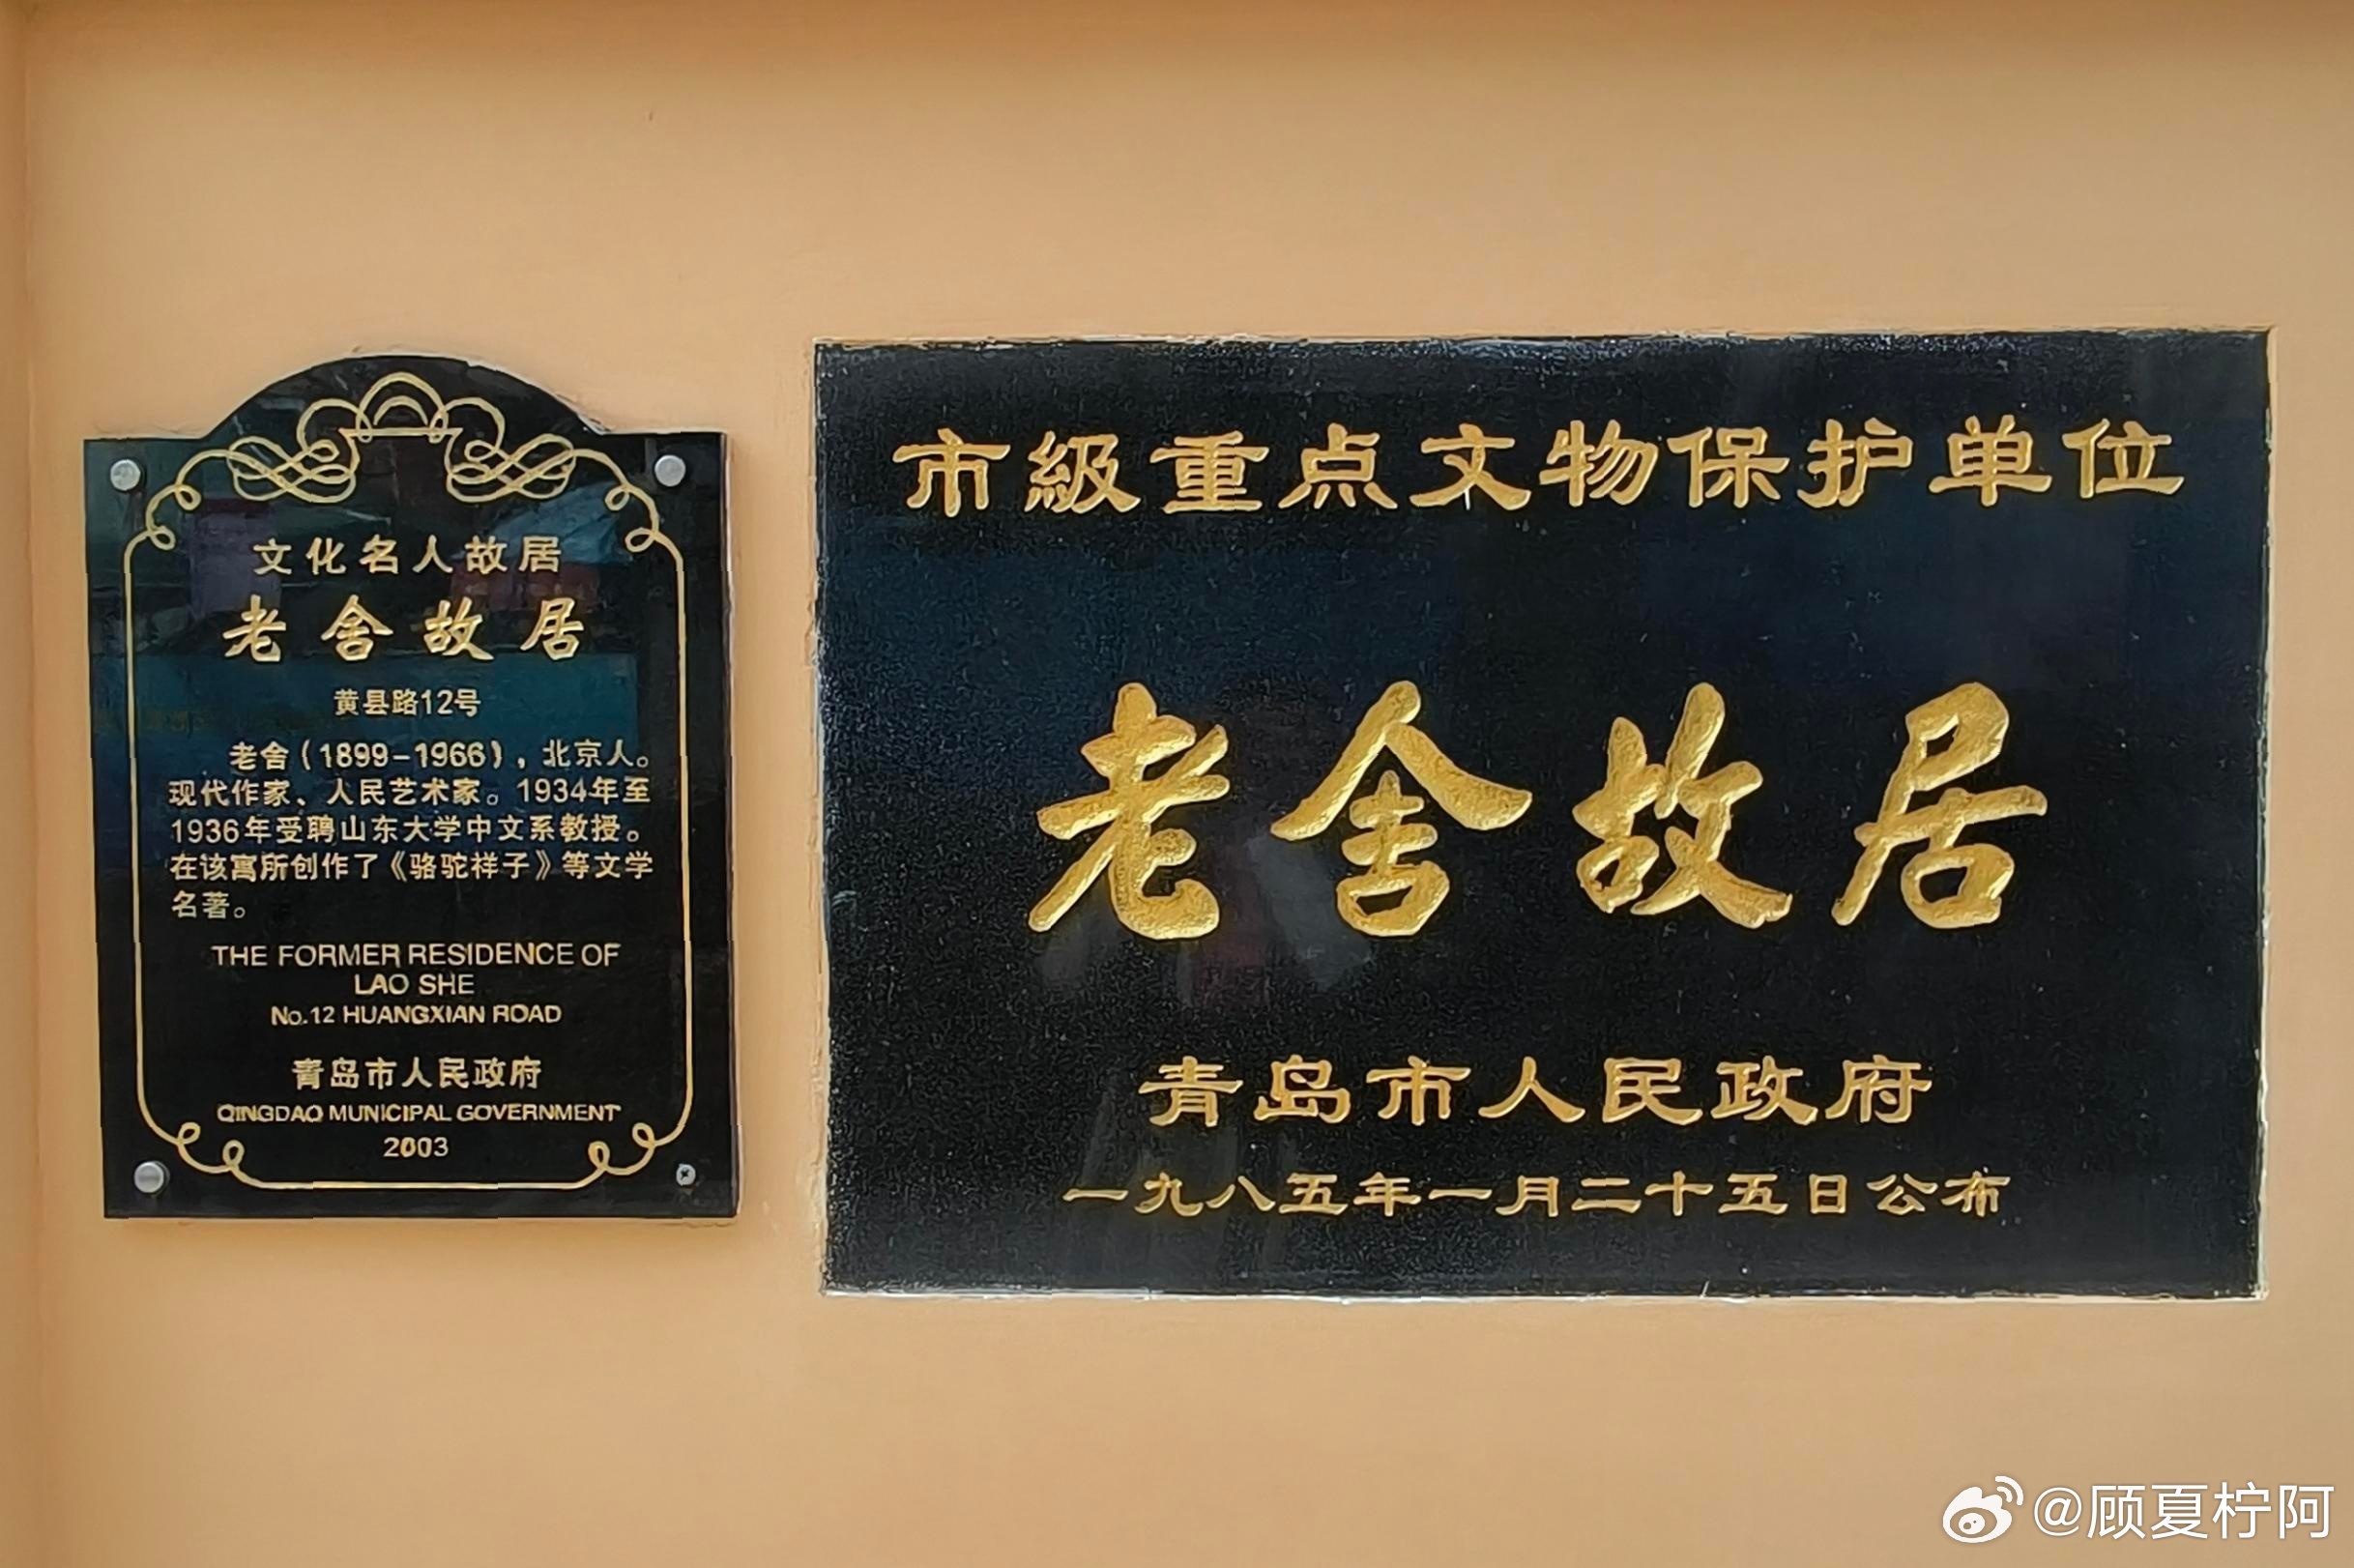 文化名人故居
老舍故居
黄县路12号
老舍（1899-1966），北京人。
现代作家、人民艺术家。1934年至
1936年受聘山东大学中文系教授。
在该寓所创作了《骆驼祥子》等文学
名著。
THE FORMER RESIDENCE OF
LAO SHE
No.12 HUANGXIAN ROAD
青岛市人民政府
QINGDAO MUNICIPAL GOVERNMENT
2003
市級重点文物保护单位
老舍故居
青岛市人民政府
一九八五年一月二十五日公布
@顾夏柠阿